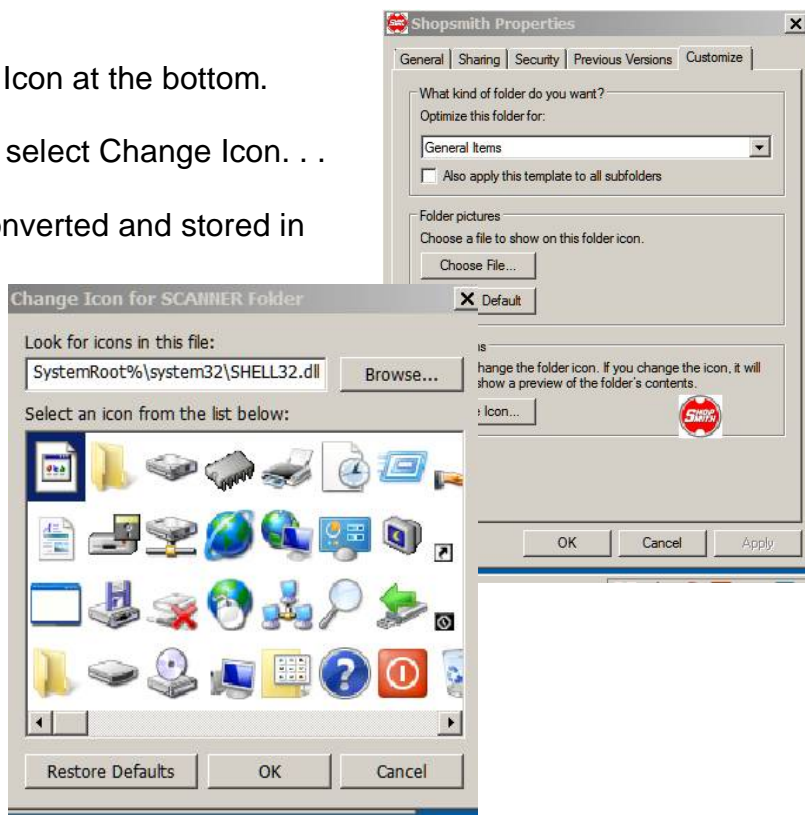 Icon at the bottom.
select Change Icon. . .
nverted and stored in
Shopsmith Properties
General Sharing Security Previous Versions Customize
What kind of folder do you want?
Optimize this folder for:
General Items
Also apply this template to all subfolders
Folder pictures
Choose a file to show on this folder icon.
Choose File...
Default
hange the folder icon. If you change the icon, it will
show a preview of the folder's contents.
Icon...
SHOP
SMITH
OK Cancel Apply
Change Icon for SCANNER Folder
Look for icons in this file:
SystemRoot%\system32\SHELL32.dll
Browse...
Select an icon from the list below:
Restore Defaults OK Cancel